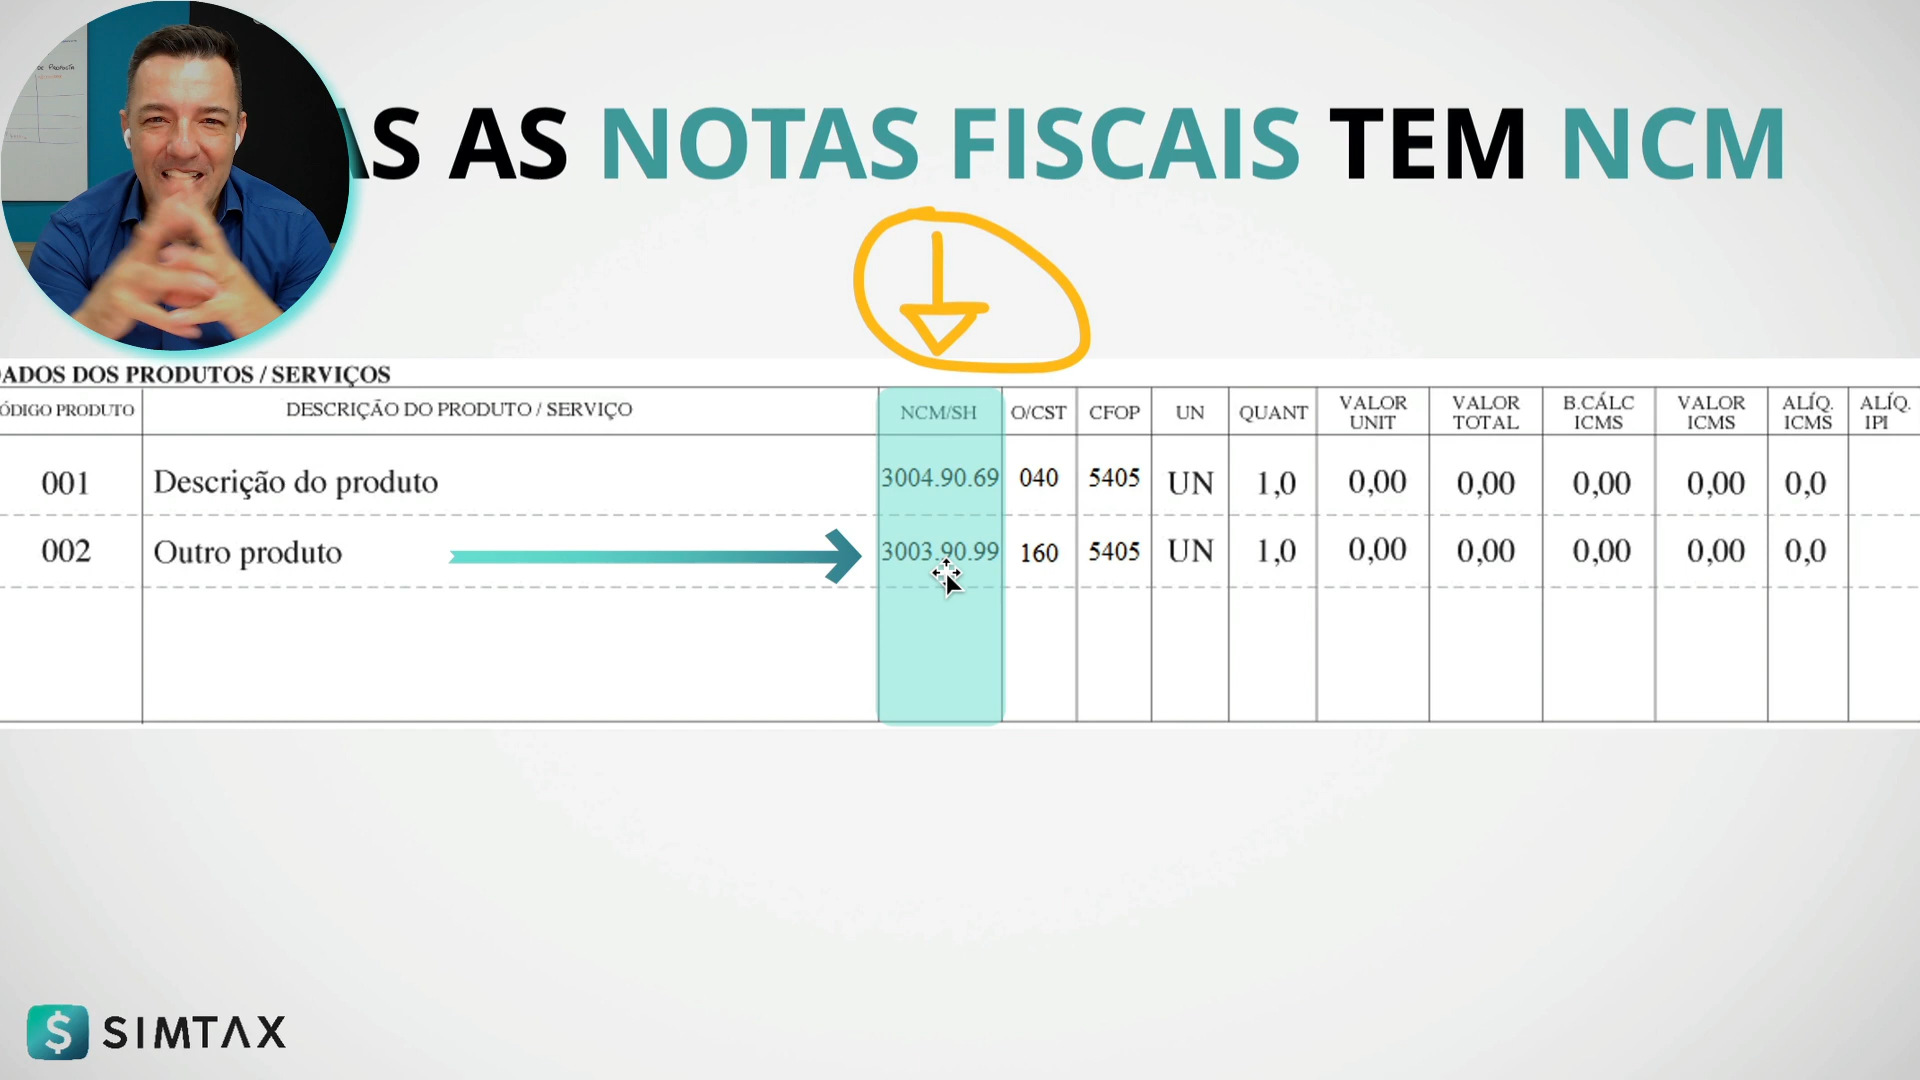 AS AS NOTAS FISCAIS TEM NCM
ADOS DOS PRODUTOS / SERVIÇOS
ÓDIGO PRODUTO DESCRIÇÃO DO PRODUTO / SERVIÇO NCM/SH O/CST CFOP UN QUANT VALOR UNIT VALOR TOTAL B.CÁLC ICMS VALOR ICMS ALÍQ. ICMS ALÍQ. IPI
001 Descrição do produto 3004.90.69 040 5405 UN 1,0 0,00 0,00 0,00 0,00 0,0
002 Outro produto 3003.90.99 160 5405 UN 1,0 0,00 0,00 0,00 0,00 0,0
$ SIMTAX